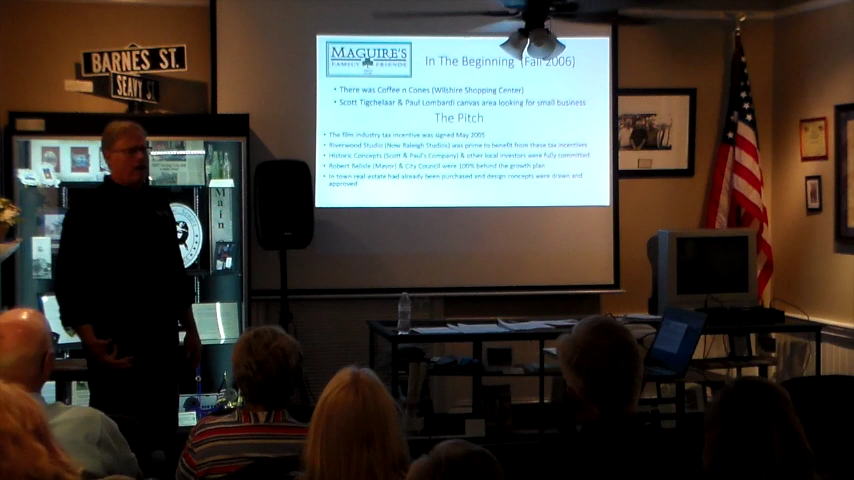 BARNES ST.
SEAVY ST.
MAGUIRE'S
FAMILY & FRIENDS
In The Beginning (Fall 2006)
• There was Coffee n Cones (Wilshire Shopping Center)
• Scott Tigchelaar & Paul Lombardi canvas area looking for small business
The Pitch
• The film industry tax incentive was signed May 2005
• Riverwood Studio (Now Raleigh Studios) was prime to benefit from these tax incentives
• Historic Concepts (Scott & Paul's Company) & other local investors were fully committed
• Robert Belisle (Mayor) & City Council were 100% behind the growth plan
• In town real-estate had already been purchased and design concepts were drawn and
approved
Main